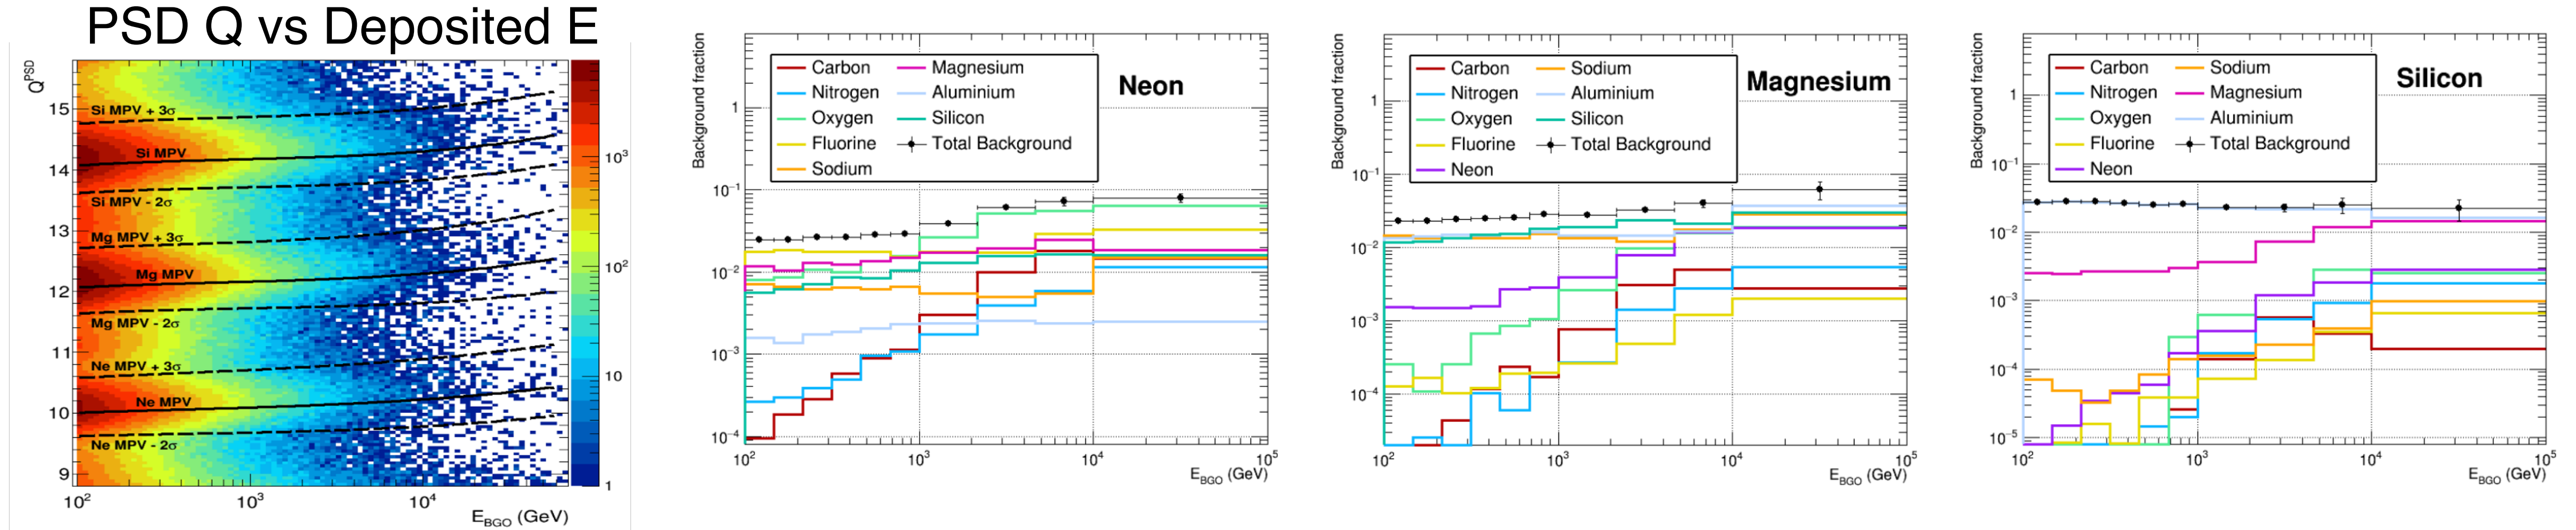 PSD Q vs Deposited E
Q^PSD
15
14
13
12
11
10
9
Si MPV + 3σ
Si MPV
Si MPV - 2σ
Mg MPV + 3σ
Mg MPV
Mg MPV - 2σ
Ne MPV + 3σ
Ne MPV
Ne MPV - 2σ
10^2 10^3 10^4
E_BGO (GeV)
10^3
10^2
10
1
Background fraction
Carbon Magnesium
Nitrogen Aluminium
Oxygen Silicon
Fluorine Total Background
Sodium
Neon
1
10^-1
10^-2
10^-3
10^-4
10^2 10^3 10^4 10^5
E_BGO (GeV)
Background fraction
Carbon Sodium
Nitrogen Aluminium
Oxygen Silicon
Fluorine Total Background
Neon
Magnesium
1
10^-1
10^-2
10^-3
10^-4
10^2 10^3 10^4 10^5
E_BGO (GeV)
Background fraction
Carbon Sodium
Nitrogen Magnesium
Oxygen Aluminium
Fluorine Total Background
Neon
Silicon
1
10^-1
10^-2
10^-3
10^-4
10^-5
10^2 10^3 10^4 10^5
E_BGO (GeV)